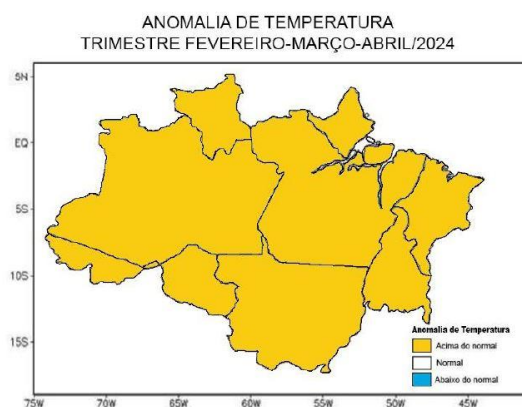 ANOMALIA DE TEMPERATURA
TRIMESTRE FEVEREIRO-MARÇO-ABRIL/2024
5N
EQ
5S
10S
15S
Anomalia de Temperatura
Acima do normal
Normal
Abaixo do normal
75W 70W 65W 60W 55W 50W 45W